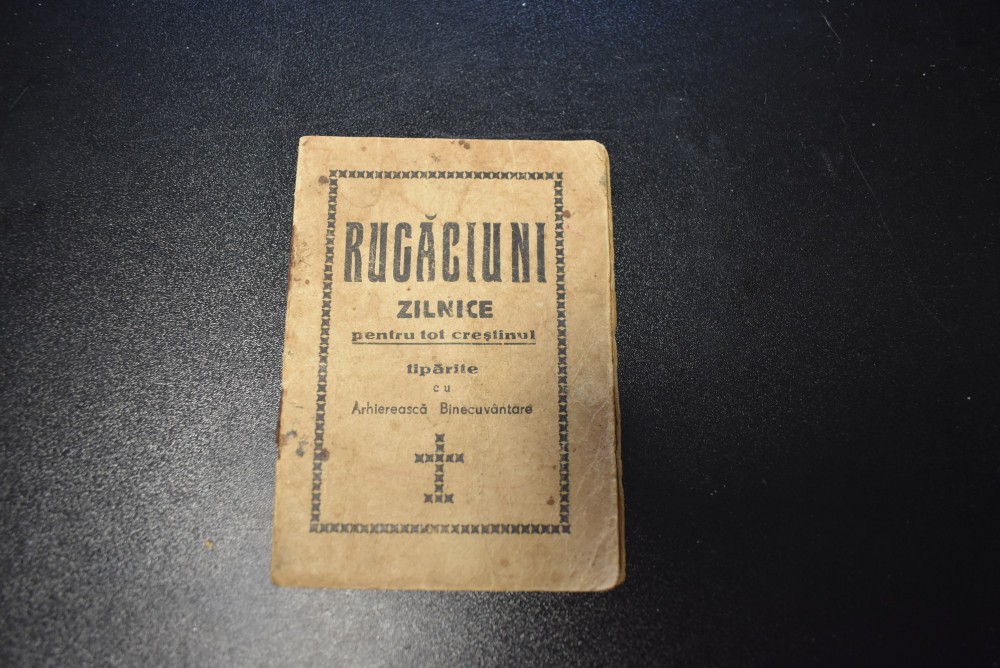 RUGĂCIUNI
ZILNICE
pentru tot creştinul
tipărite
cu
Arhierească Binecuvântare